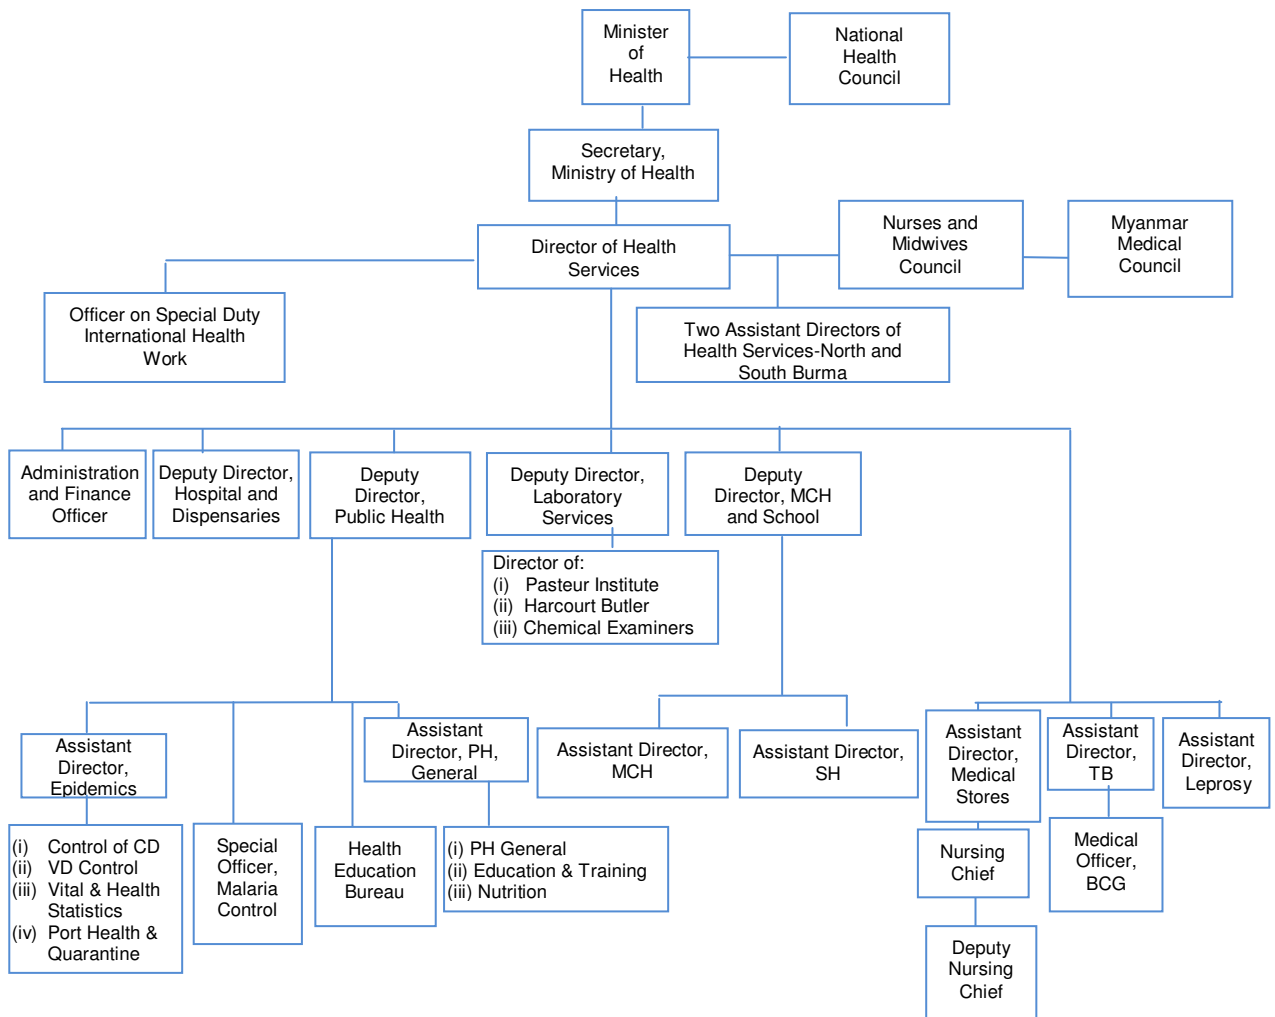 Minister
of
Health
National
Health
Council
Secretary,
Ministry of Health
Director of Health
Services
Nurses and
Midwives
Council
Myanmar
Medical
Council
Officer on Special Duty
International Health
Work
Two Assistant Directors of
Health Services-North and
South Burma
Administration
and Finance
Officer
Deputy Director,
Hospital and
Dispensaries
Deputy
Director,
Public Health
Deputy Director,
Laboratory
Services
Deputy
Director, MCH
and School
Director of:
(i) Pasteur Institute
(ii) Harcourt Butler
(iii) Chemical Examiners
Assistant
Director,
Epidemics
Assistant
Director, PH,
General
Assistant Director,
MCH
Assistant Director,
SH
Assistant
Director,
Medical
Stores
Assistant
Director,
TB
Assistant
Director,
Leprosy
(i) Control of CD
(ii) VD Control
(iii) Vital & Health
Statistics
(iv) Port Health &
Quarantine
Special
Officer,
Malaria
Control
Health
Education
Bureau
(i) PH General
(ii) Education & Training
(iii) Nutrition
Nursing
Chief
Medical
Officer,
BCG
Deputy
Nursing
Chief